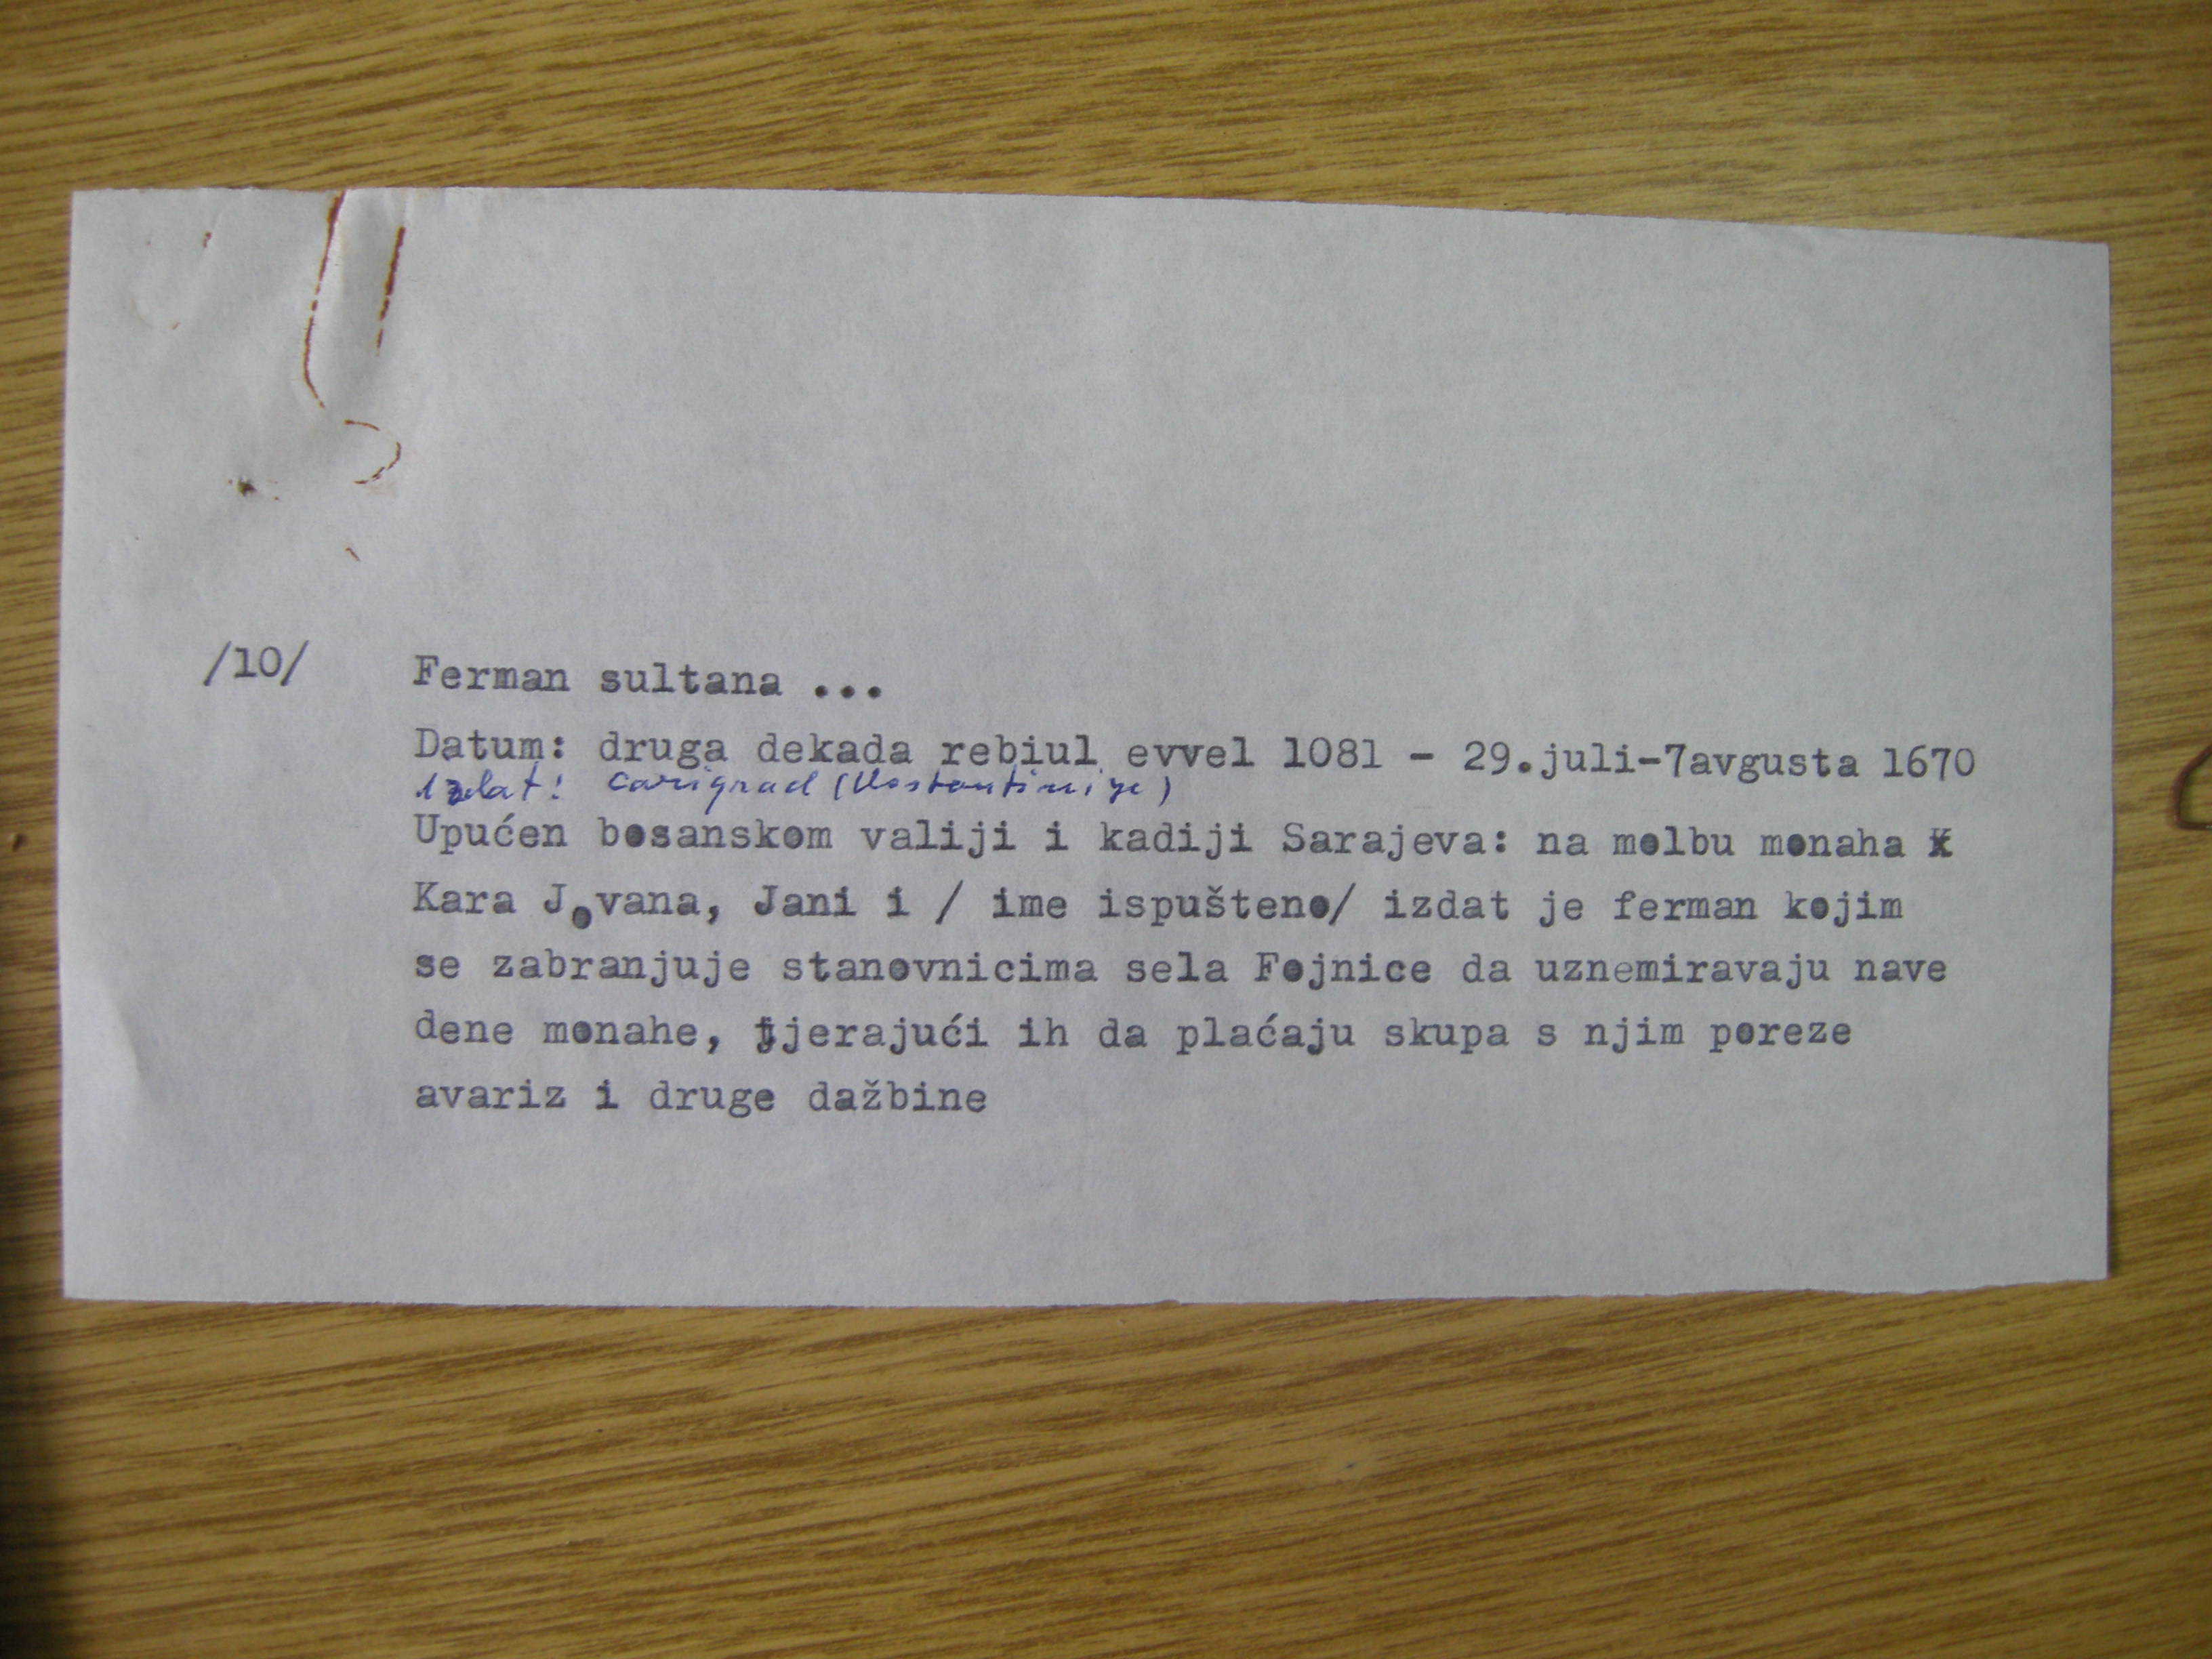 /10/ Ferman sultana ...
Datum: druga dekada rebiul evvel 1081 - 29.juli-7avgusta 1670
Izdat: Carigrad (Kostantinije)
Upućen bosanskom valiji i kadiji Sarajeva: na molbu monaha
Kara Jovana, Jani i / ime ispušteno/ izdat je ferman kojim
se zabranjuje stanovnicima sela Fojnice da uznemiravaju nave
dene monahe, tjerajući ih da plaćaju skupa s njim poreze
avariz i druge dažbine